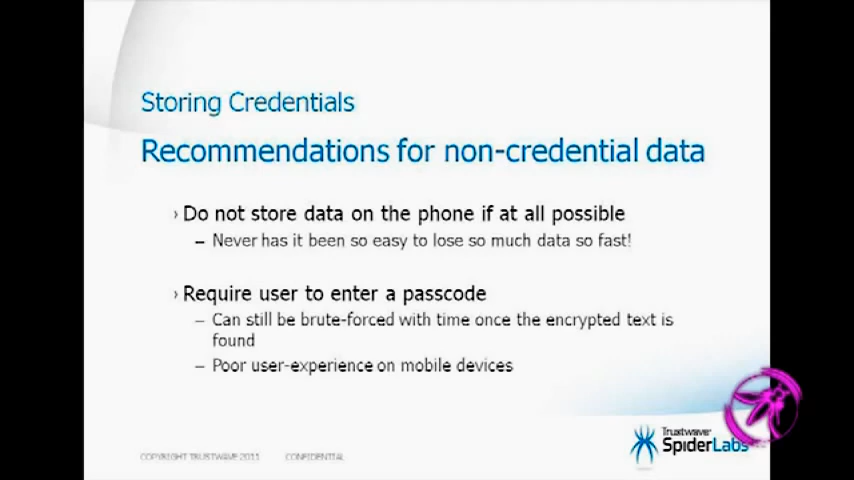 Storing Credentials
Recommendations for non-credential data
› Do not store data on the phone if at all possible
– Never has it been so easy to lose so much data so fast!
› Require user to enter a passcode
– Can still be brute-forced with time once the encrypted text is
found
– Poor user-experience on mobile devices
Trustwave®
SpiderLabs
COPYRIGHT TRUSTWAVE 2011 CONFIDENTIAL